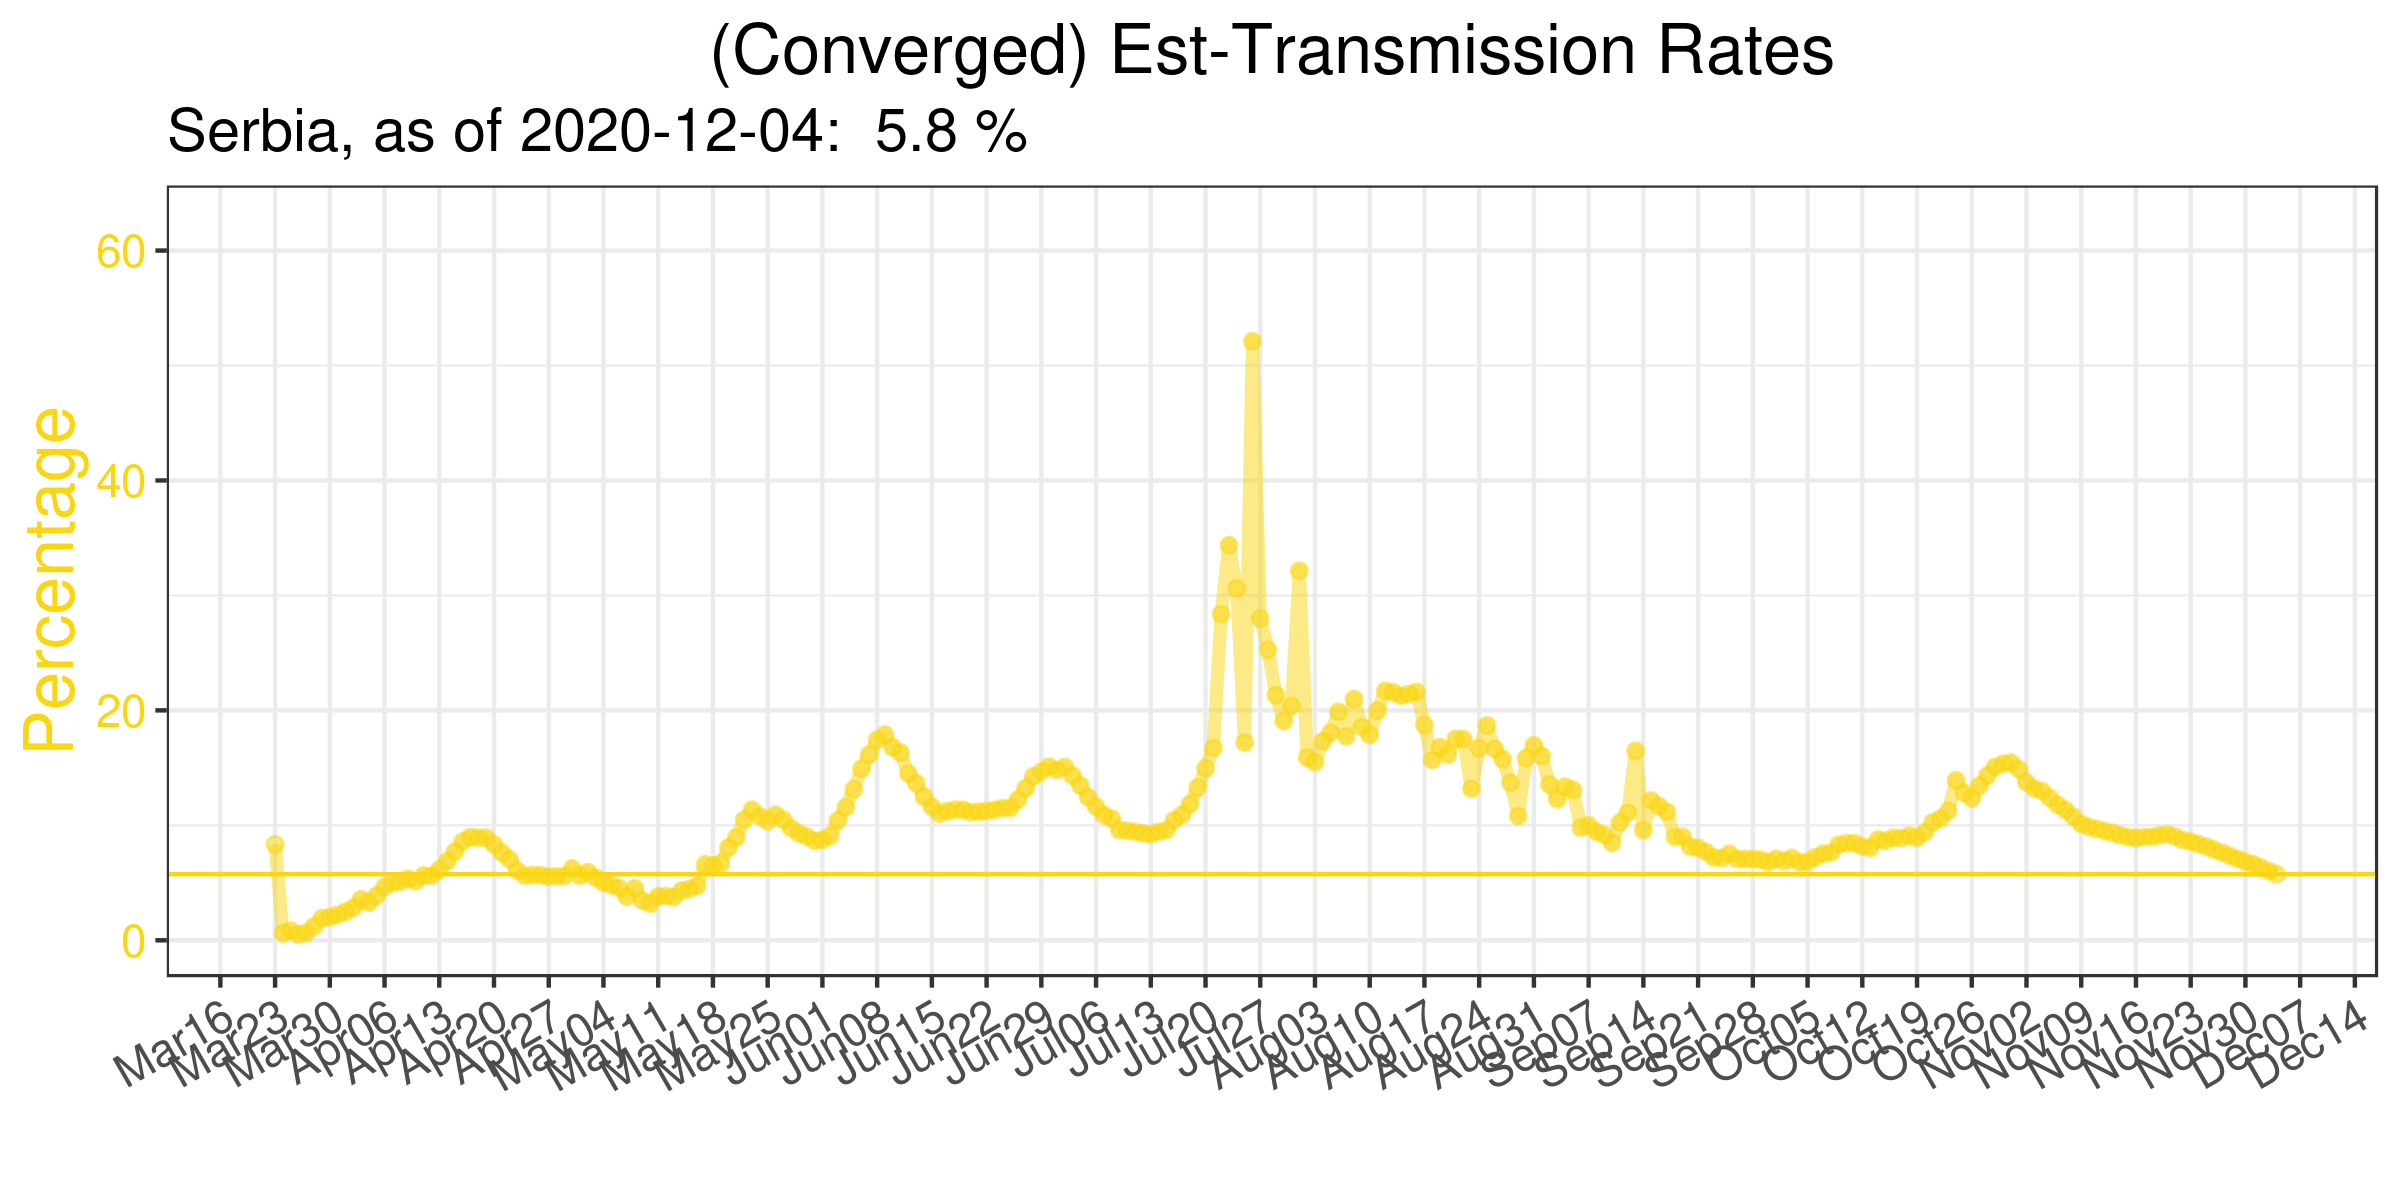 (Converged) Est-Transmission Rates
Serbia, as of 2020-12-04:  5.8 %
Percentage
60
40
20
0
Mar16
Mar23
Mar30
Apr06
Apr13
Apr20
Apr27
May04
May11
May18
May25
Jun01
Jun08
Jun15
Jun22
Jun29
Jul06
Jul13
Jul20
Jul27
Aug03
Aug10
Aug17
Aug24
Aug31
Sep07
Sep14
Sep21
Sep28
Oct05
Oct12
Oct19
Oct26
Nov02
Nov09
Nov16
Nov23
Nov30
Dec07
Dec14